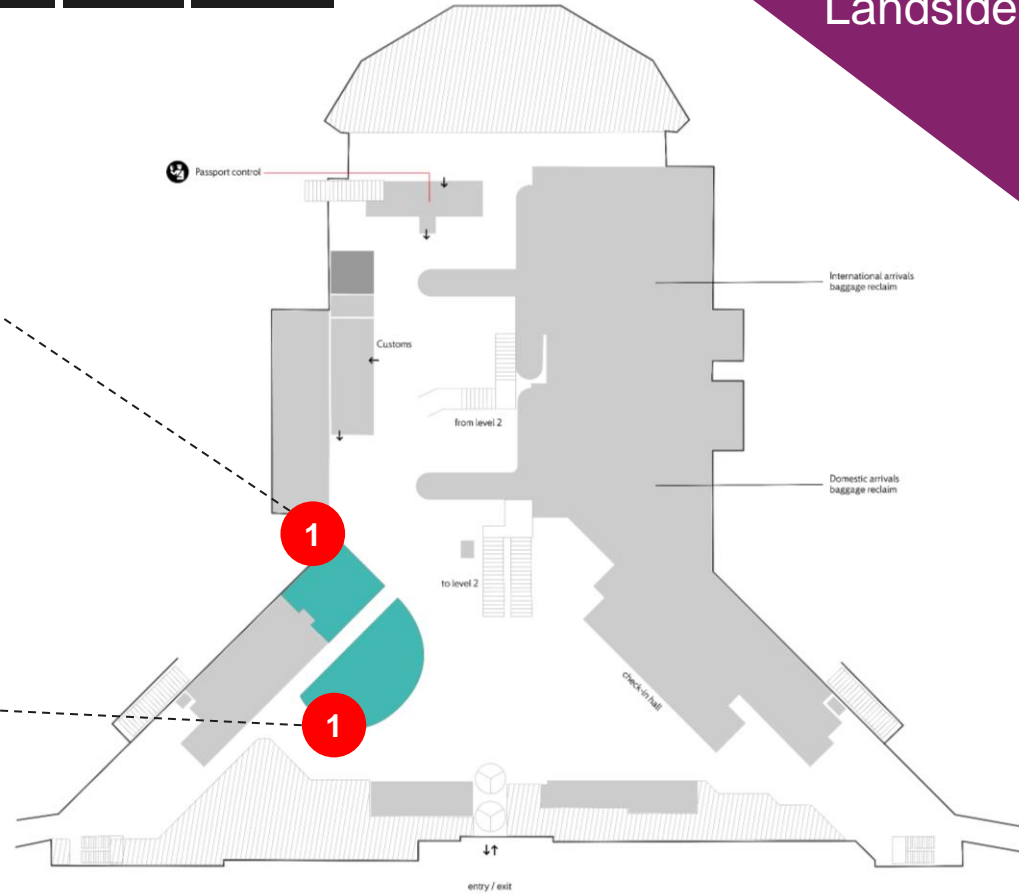 Landside
Passport control
International arrivals
baggage reclaim
Customs
from level 2
Domestic arrivals
baggage reclaim
1
to level 2
check-in hall
1
entry / exit